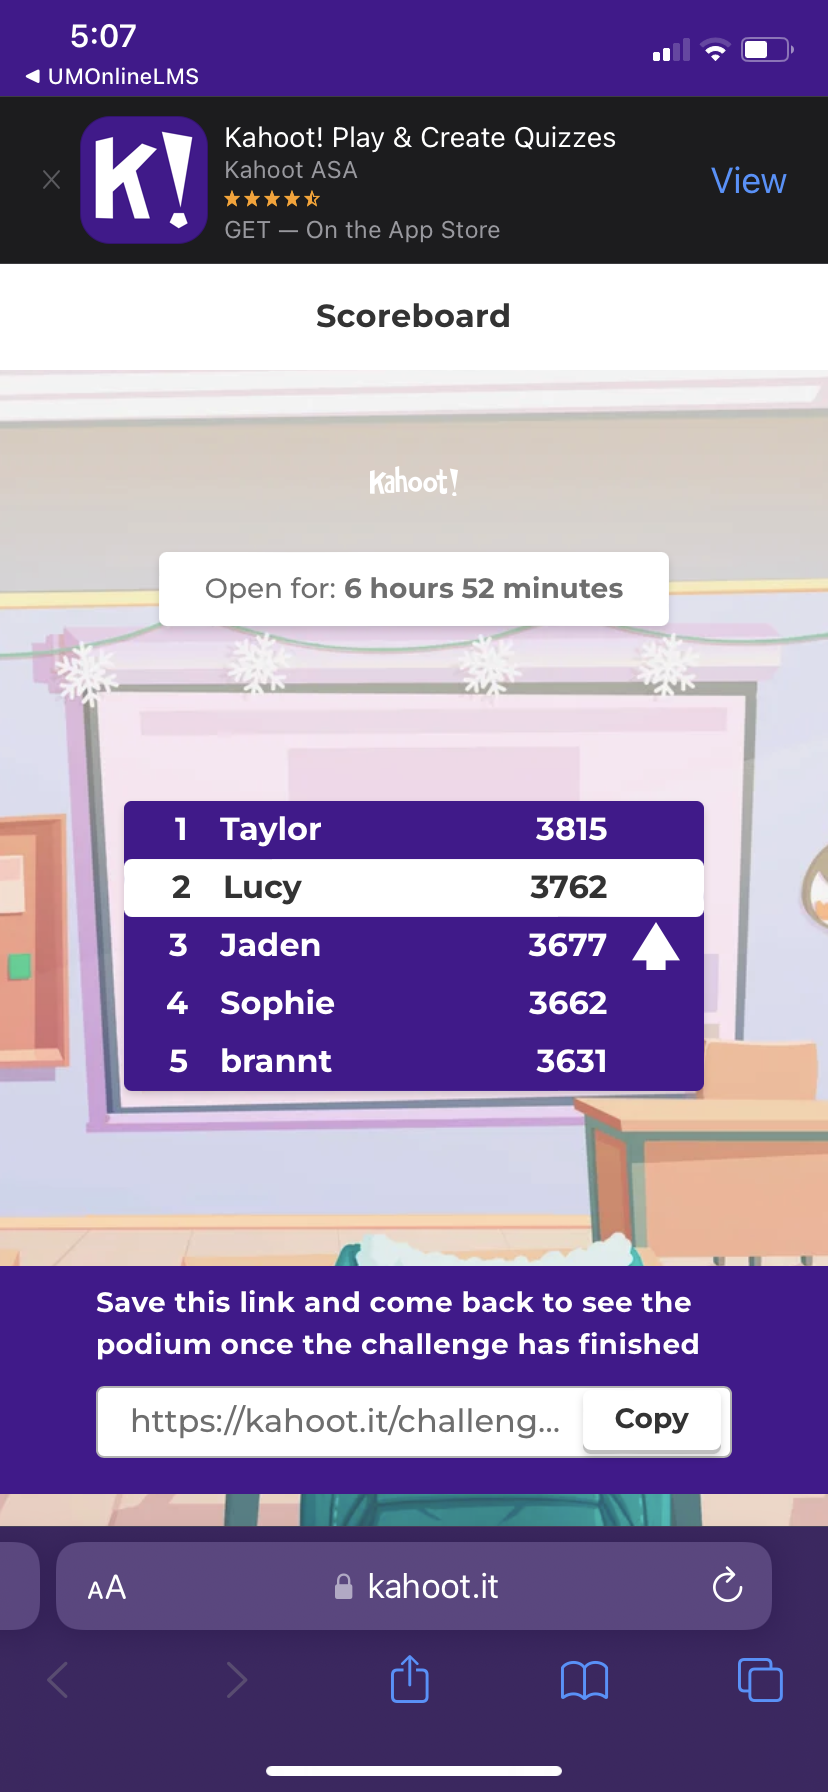 5:07
◀ UMOnlineLMS
K!
Kahoot! Play & Create Quizzes
Kahoot ASA
GET — On the App Store
View
Scoreboard
Kahoot!
Open for: 6 hours 52 minutes
1 Taylor 3815
2 Lucy 3762
3 Jaden 3677
4 Sophie 3662
5 brannt 3631
Save this link and come back to see the
podium once the challenge has finished
https://kahoot.it/challeng... Copy
AA kahoot.it